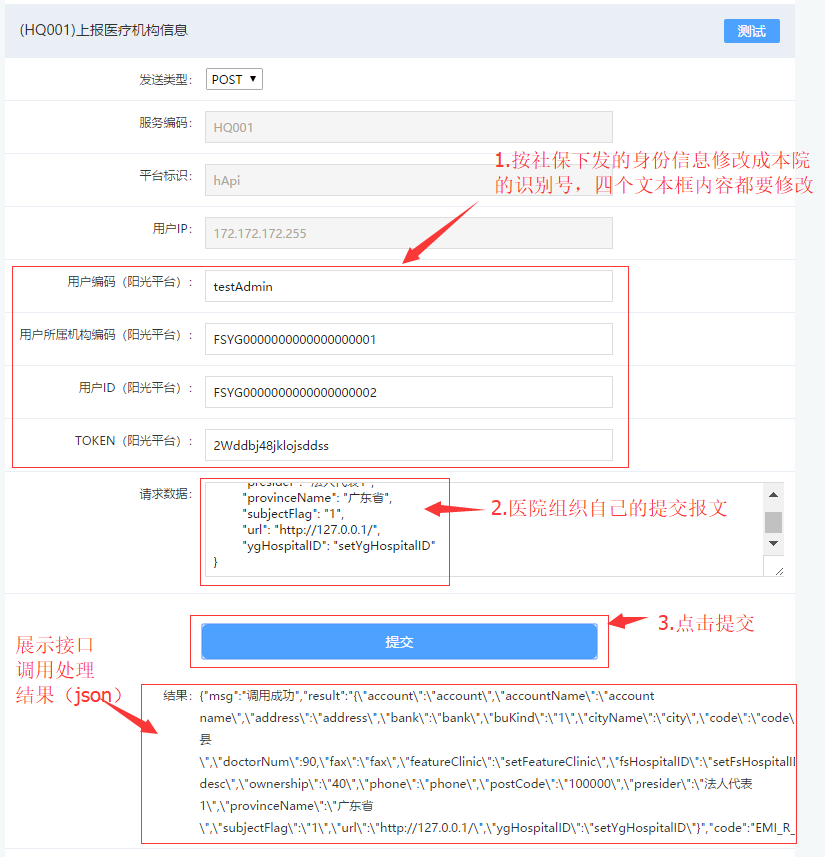 (HQ001)上报医疗机构信息
测试
发送类型:
POST
服务编码:
HQ001
平台标识:
hApi
1.按社保下发的身份信息修改成本院
的识别号，四个文本框内容都要修改
用户IP:
172.172.172.255
用户编码（阳光平台）:
testAdmin
用户所属机构编码（阳光平台）:
FSYG0000000000000000001
用户ID（阳光平台）:
FSYG0000000000000000002
TOKEN（阳光平台）:
2Wddbj48jklojsddss
请求数据:
"presider": "法人代表1",
"provinceName": "广东省",
"subjectFlag": "1",
"url": "http://127.0.0.1/",
"ygHospitalID": "setYgHospitalID"
}
2.医院组织自己的提交报文
提交
3.点击提交
展示接口
调用处理
结果（json）
结果:
{"msg":"调用成功","result":"{\"account\":\"account\",\"accountName\":\"account
name\",\"address\":\"address\",\"bank\":\"bank\",\"buKind\":\"1\",\"cityName\":\"city\",\"code\":\"code\
县
\",\"doctorNum\":90,\"fax\":\"fax\",\"featureClinic\":\"setFeatureClinic\",\"fsHospitalID\":\"setFsHospitalI
desc\",\"ownership\":\"40\",\"phone\":\"phone\",\"postCode\":\"100000\",\"presider\":\"法人代表
1\",\"provinceName\":\"广东省
\",\"subjectFlag\":\"1\",\"url\":\"http://127.0.0.1/\",\"ygHospitalID\":\"setYgHospitalID\"}","code":"EMI_R_